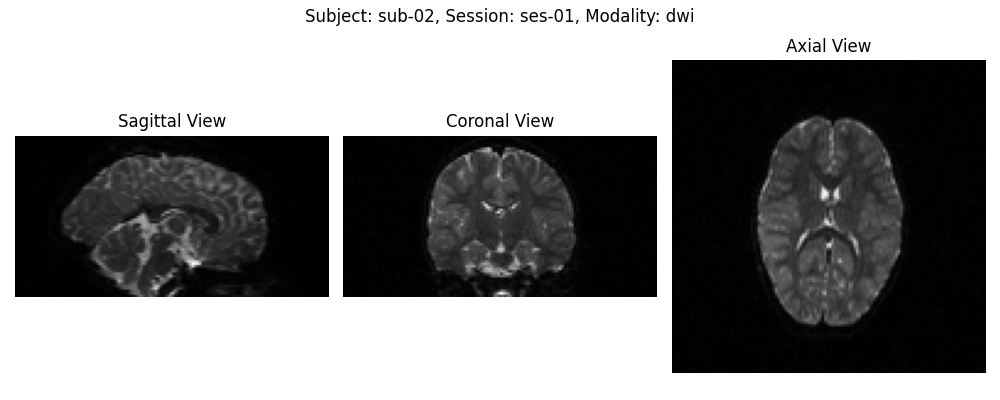 Subject: sub-02, Session: ses-01, Modality: dwi
Sagittal View
Coronal View
Axial View